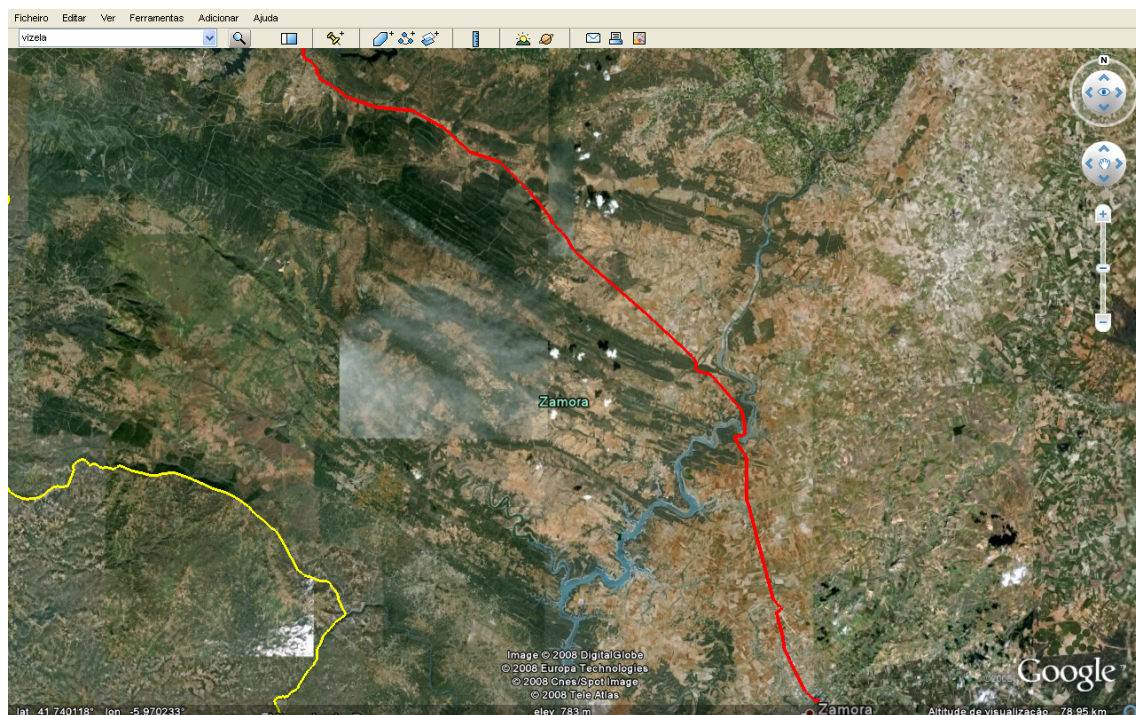 Ficheiro Editar Ver Ferramentas Adicionar Ajuda
vizela
N
Zamora
Image © 2008 DigitalGlobe
© 2008 Europa Technologies
© 2008 Cnes/Spot Image
© 2008 Tele Atlas
Google
lat 41.740118° lon -5.970233° elev 783 m Zamora Altitude de visualização 78.95 km